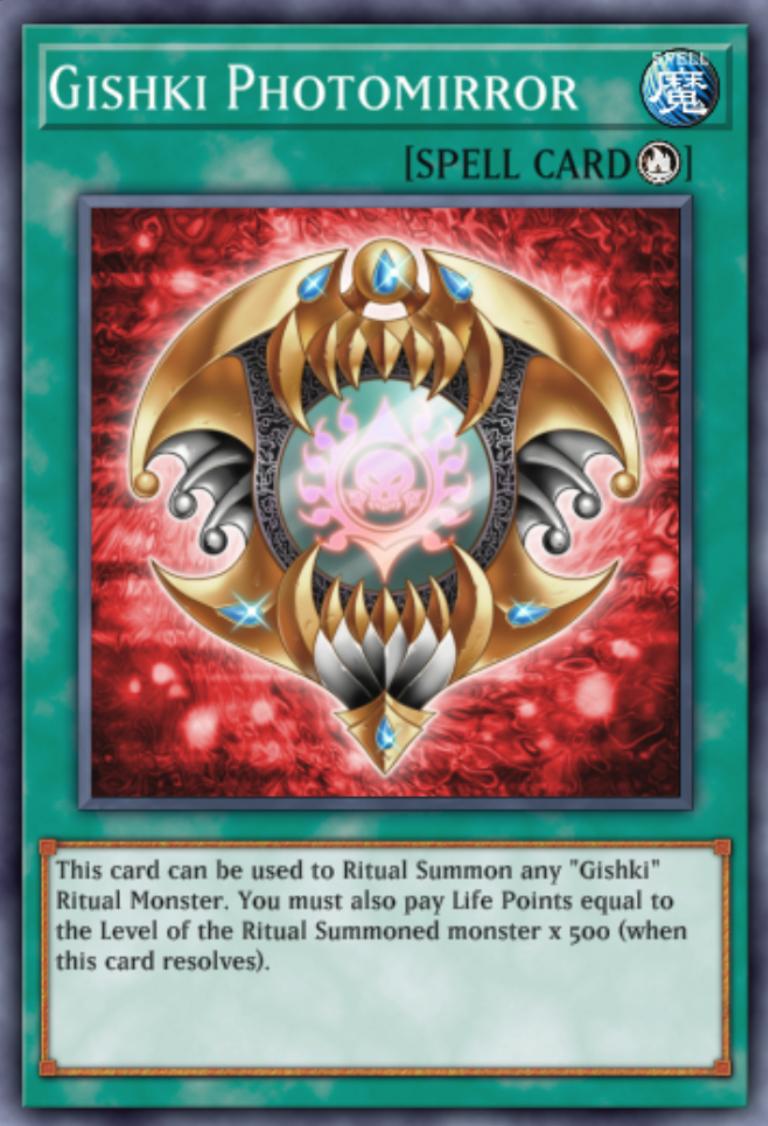 Gishki Photomirror
SPELL
魔
[SPELL CARD]
This card can be used to Ritual Summon any "Gishki"
Ritual Monster. You must also pay Life Points equal to
the Level of the Ritual Summoned monster x 500 (when
this card resolves).